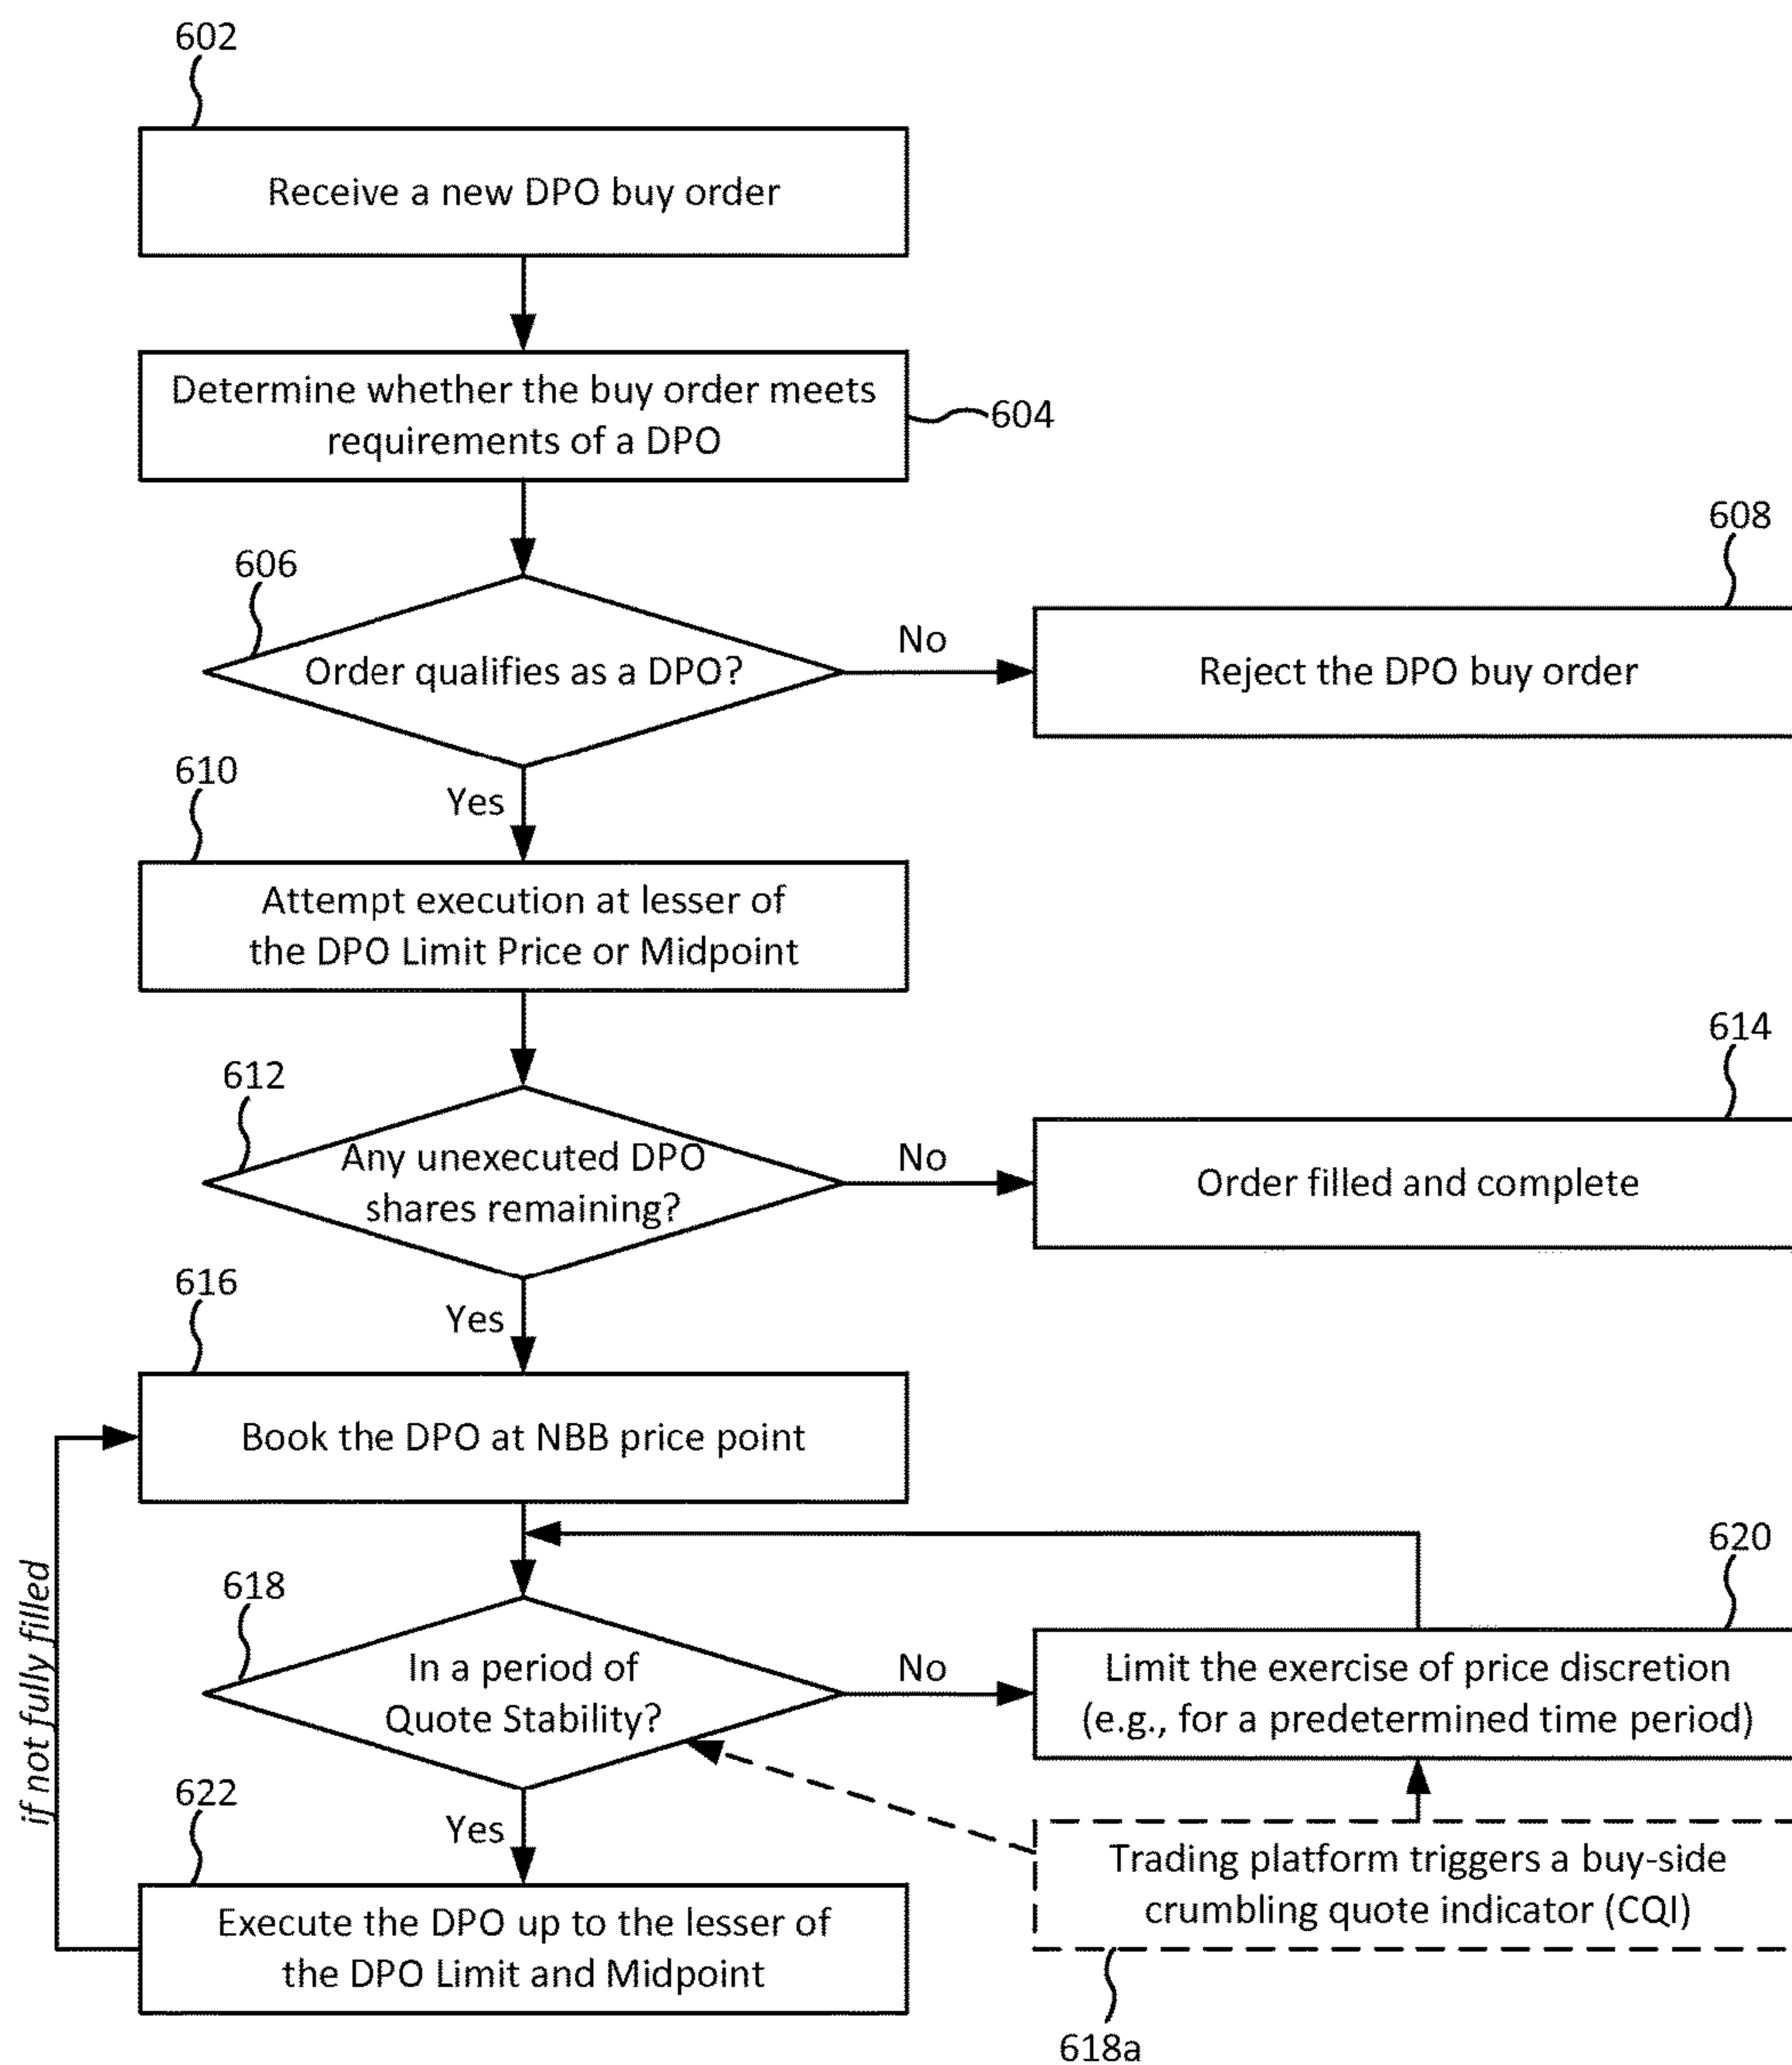 602
Receive a new DPO buy order
Determine whether the buy order meets
requirements of a DPO
604
606
Order qualifies as a DPO?
No
608
Reject the DPO buy order
Yes
610
Attempt execution at lesser of
the DPO Limit Price or Midpoint
612
Any unexecuted DPO
shares remaining?
No
614
Order filled and complete
Yes
616
Book the DPO at NBB price point
if not fully filled
618
In a period of
Quote Stability?
No
620
Limit the exercise of price discretion
(e.g., for a predetermined time period)
Yes
622
Execute the DPO up to the lesser of
the DPO Limit and Midpoint
Trading platform triggers a buy-side
crumbling quote indicator (CQI)
618a